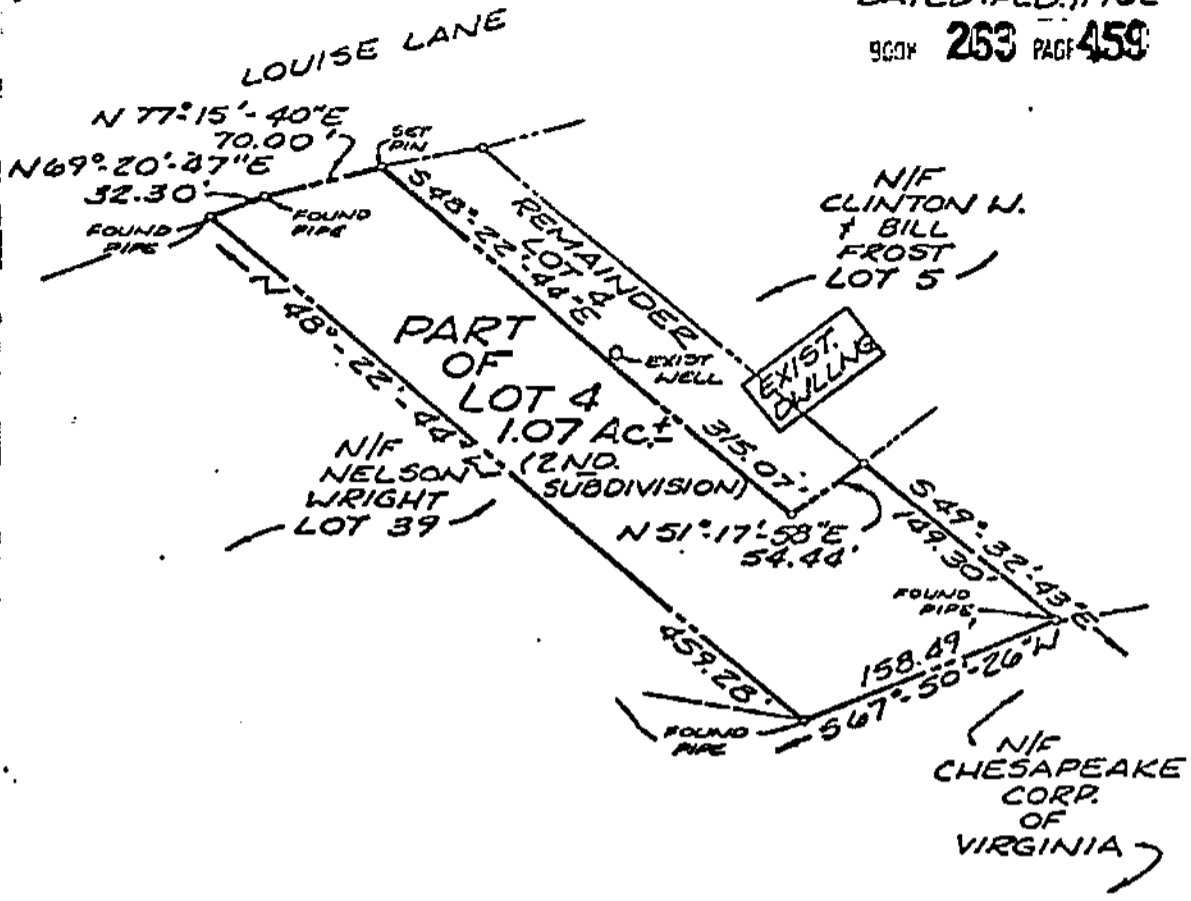 263 PAGE 459
LOUISE LANE
N 77°-15'-40"E
70.00'
N69°-20'-47"E
32.30'
FOUND
PIPE
FOUND
PIPE
SET
PIN
S48°-22'-44"E
315.07'
REMAINDER
LOT 4
N/F
CLINTON W.
& BILL
FROST
LOT 5
EXIST.
DWLLNG
EXIST
WELL
PART
OF
LOT 4
1.07 AC.±
(2ND.
SUBDIVISION)
N 48°-22'-44"
459.28'
N/F
NELSON
WRIGHT
LOT 39
N 51°-17'-58"E
54.44'
S49°-32'-43"E
149.30'
FOUND
PIPE
158.49'
S67°-50'-26"W
FOUND
PIPE
N/F
CHESAPEAKE
CORP.
OF
VIRGINIA